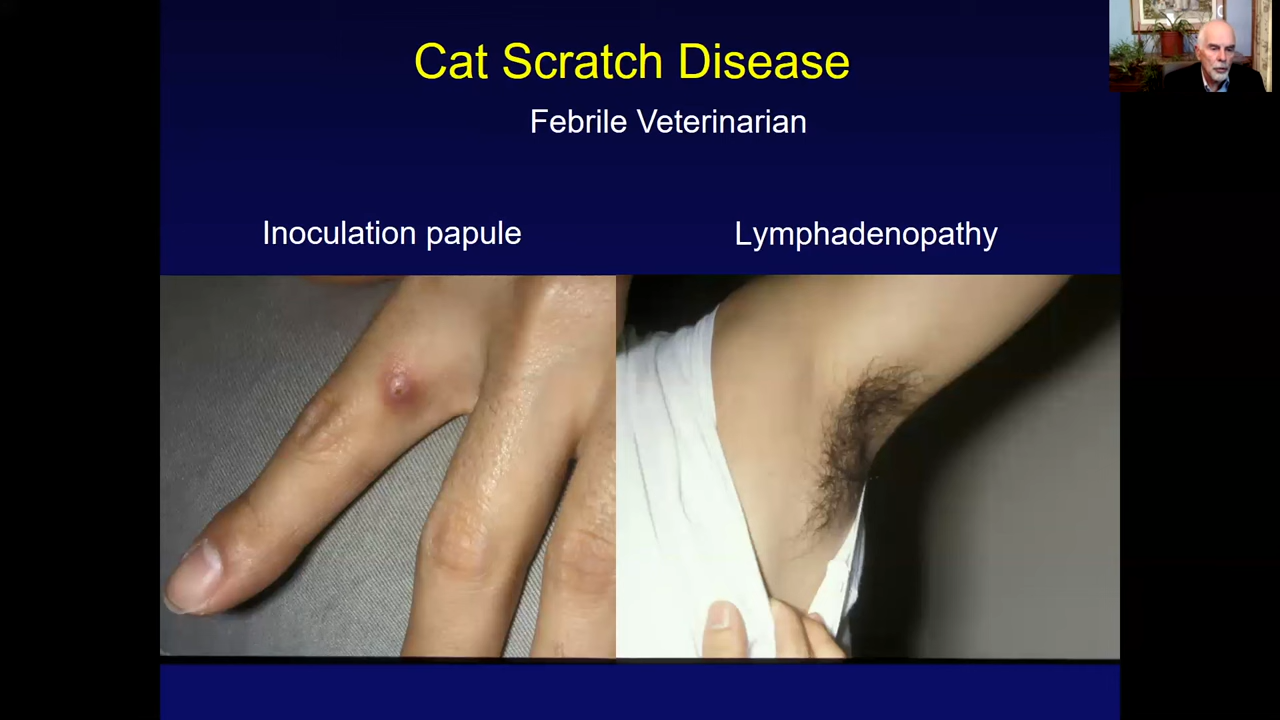 Cat Scratch Disease
Febrile Veterinarian
Inoculation papule
Lymphadenopathy